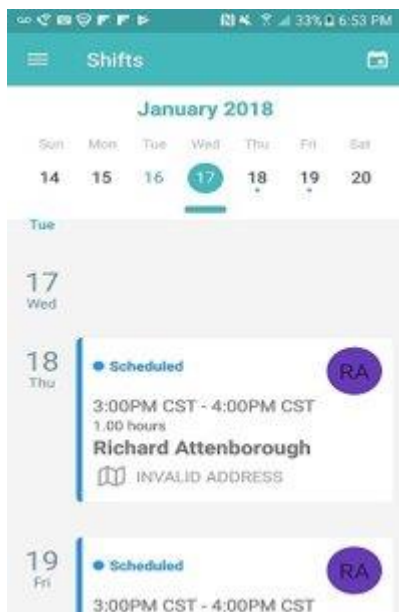 33% 6:53 PM
Shifts
January 2018
Sun Mon Tue Wed Thu Fri Sat
14 15 16 17 18 19 20
Tue
17
Wed
18
Thu
Scheduled
RA
3:00PM CST - 4:00PM CST
1.00 hours
Richard Attenborough
INVALID ADDRESS
19
Fri
Scheduled
RA
3:00PM CST - 4:00PM CST